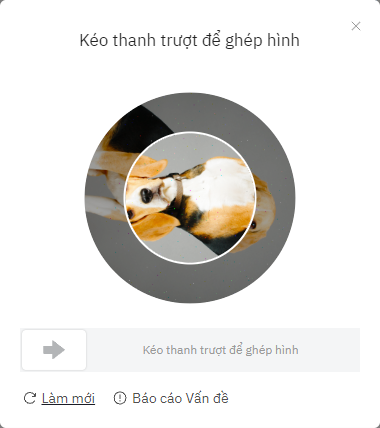 Kéo thanh trượt để ghép hình
Kéo thanh trượt để ghép hình
Làm mới
Báo cáo Vấn đề